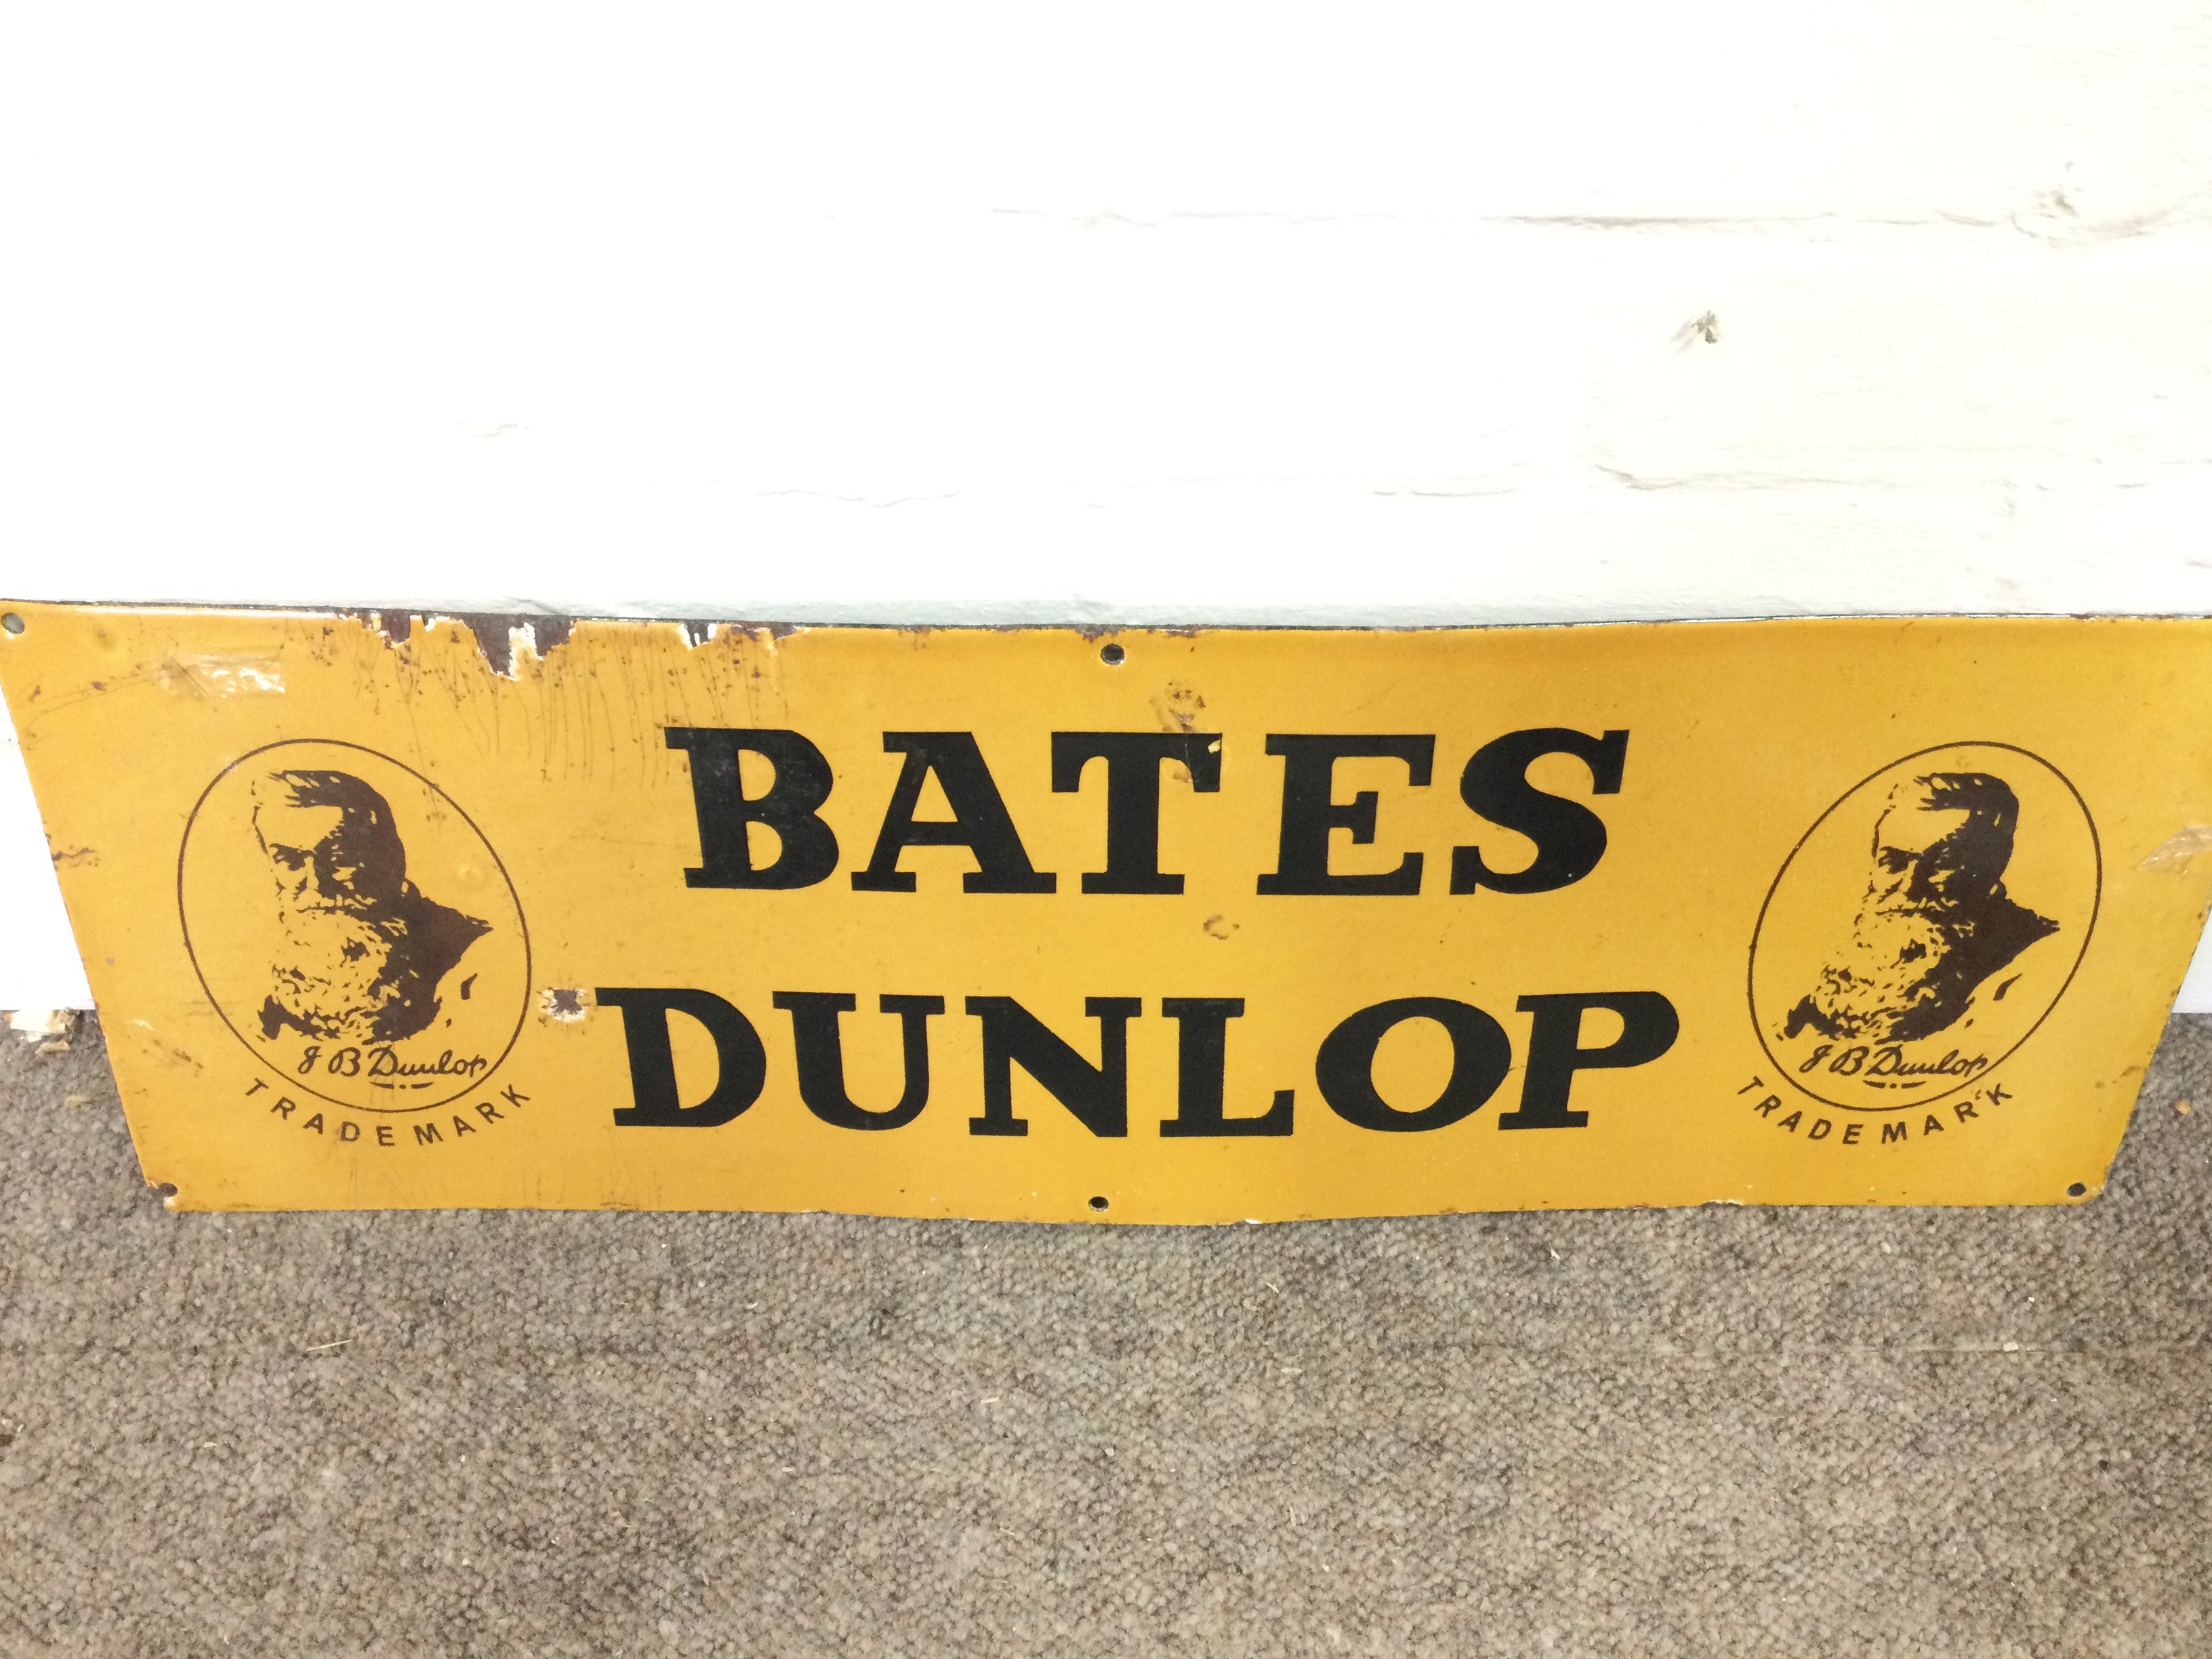 BATES
DUNLOP
J B Dunlop
TRADEMARK
J B Dunlop
TRADEMARK